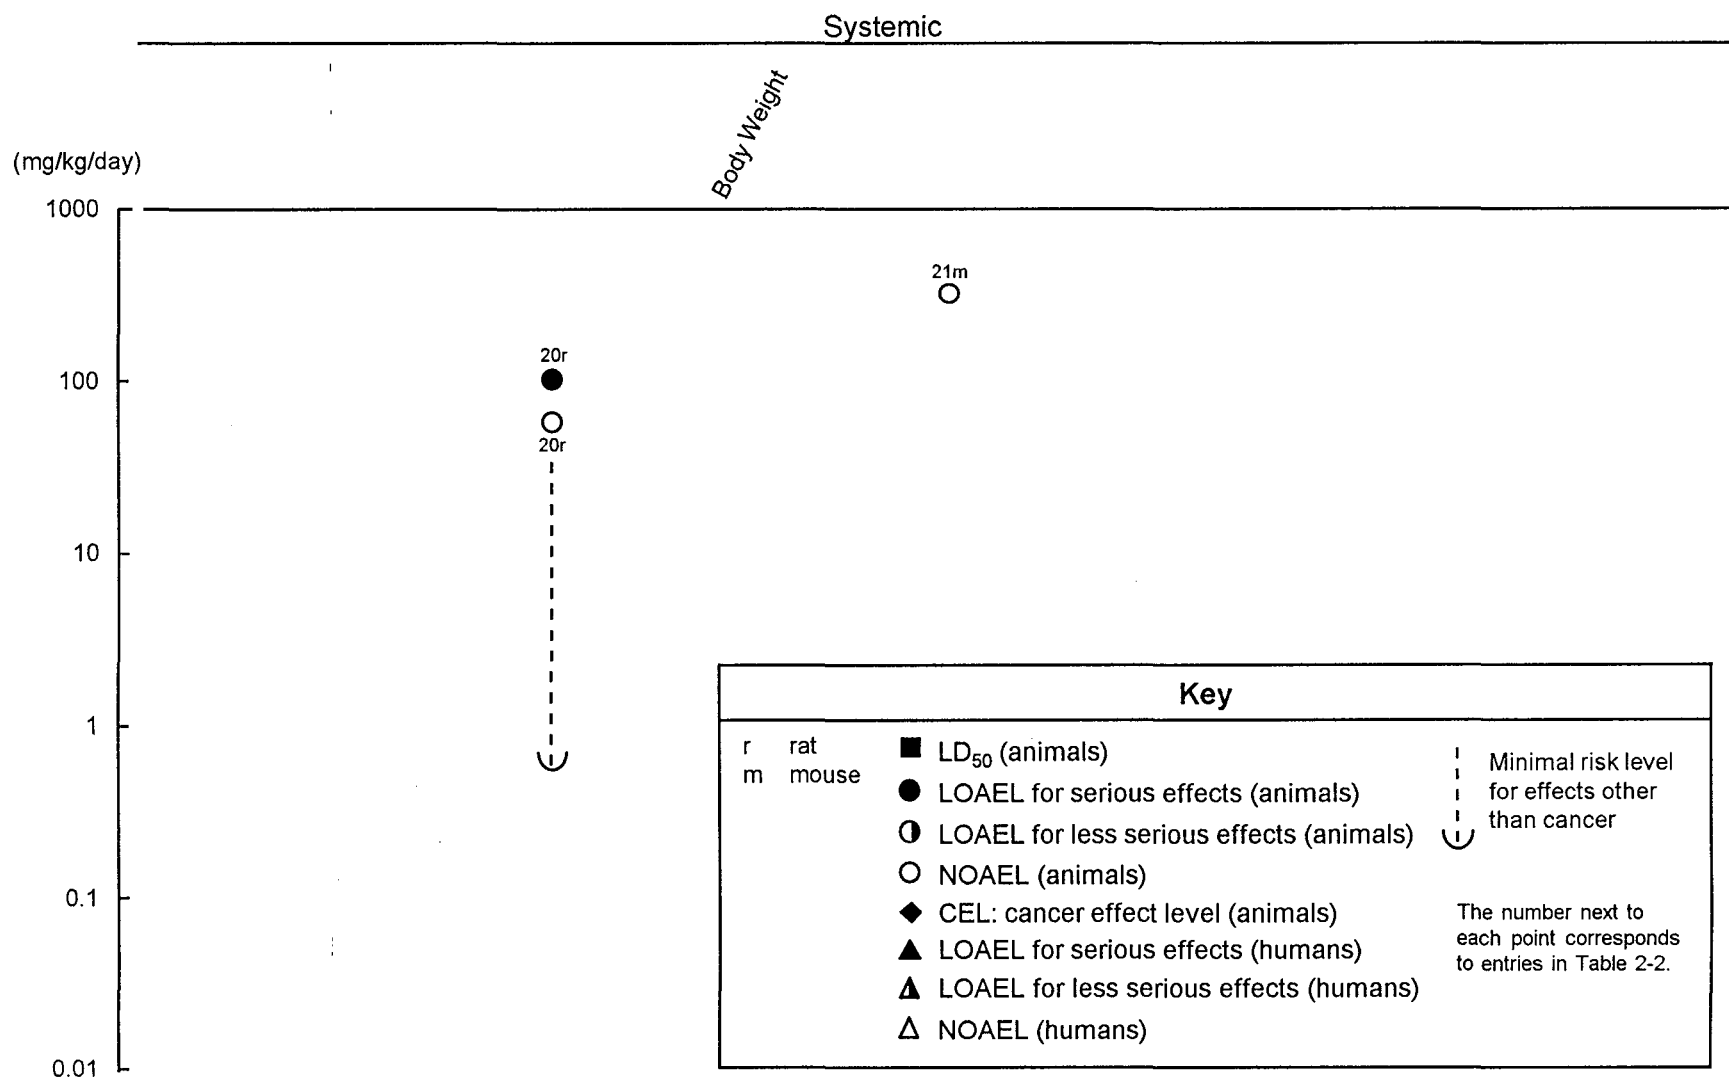 Systemic
Body Weight
(mg/kg/day)
1000
21m
20r
100
20r
10
1
0.1
0.01
Key
r rat
m mouse
LD50 (animals)
LOAEL for serious effects (animals)
LOAEL for less serious effects (animals)
NOAEL (animals)
CEL: cancer effect level (animals)
LOAEL for serious effects (humans)
LOAEL for less serious effects (humans)
NOAEL (humans)
Minimal risk level
for effects other
than cancer
The number next to
each point corresponds
to entries in Table 2-2.